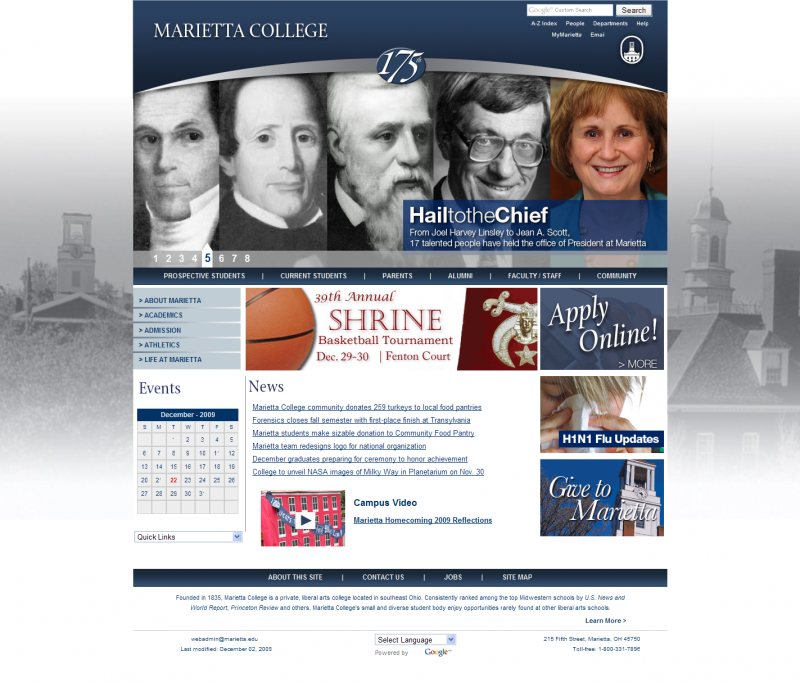 Google™ Custom Search
Search
A-Z Index People Departments Help
MyMarietta Emai
MARIETTA COLLEGE
175th
HailtotheChief
From Joel Harvey Linsley to Jean A. Scott,
17 talented people have held the office of President at Marietta
1 2 3 4 5 6 7 8
PROSPECTIVE STUDENTS | CURRENT STUDENTS | PARENTS | ALUMNI | FACULTY / STAFF | COMMUNITY
> ABOUT MARIETTA
> ACADEMICS
> ADMISSION
> ATHLETICS
> LIFE AT MARIETTA
39th Annual
SHRINE
Basketball Tournament
Dec. 29-30 | Fenton Court
Apply
Online!
> MORE
Events
December - 2009
S M T W T F S
1 2 3 4 5
6 7 8 9 10 11 12
13 14 15 16 17 18 19
20 21 22 23 24 25 26
27 28 29 30 31
Quick Links
News
Marietta College community donates 259 turkeys to local food pantries
Forensics closes fall semester with first-place finish at Transylvania
Marietta students make sizable donation to Community Food Pantry
Marietta team redesigns logo for national organization
December graduates preparing for ceremony to honor achievement
College to unveil NASA images of Milky Way in Planetarium on Nov. 30
Campus Video
Marietta Homecoming 2009 Reflections
H1N1 Flu Updates
Give to
Marietta
ABOUT THIS SITE | CONTACT US | JOBS | SITE MAP
Founded in 1835, Marietta College is a private, liberal arts college located in southeast Ohio. Consistently ranked among the top Midwestern schools by U.S. News and
World Report, Princeton Review and others, Marietta College's small and diverse student body enjoy opportunities rarely found at other liberal arts schools.
Learn More >
webadmin@marietta.edu
Last modified: December 02, 2009
Select Language
Powered by Google™
215 Fifth Street, Marietta, OH 45750
Toll-free: 1-800-331-7896